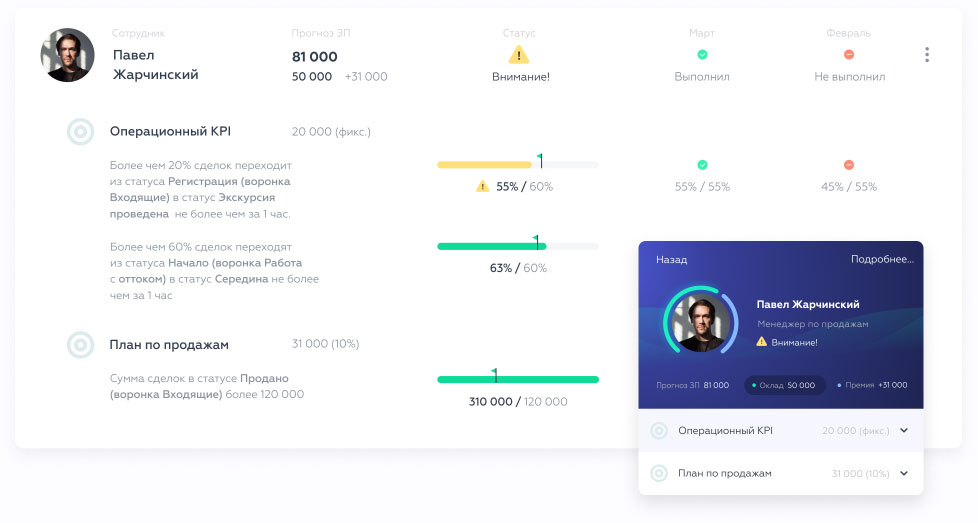 Сотрудник
Павел
Жарчинский
Прогноз ЗП
81 000
50 000 +31 000
Статус
Внимание!
Март
Выполнил
Февраль
Не выполнил
Операционный KPI 20 000 (фикс.)
Более чем 20% сделок переходит
из статуса Регистрация (воронка
Входящие) в статус Экскурсия
проведена не более чем за 1 час.
55% / 60%
55% / 55%
45% / 55%
Более чем 60% сделок переходят
из статуса Начало (воронка Работа
с оттоком) в статус Середина не более
чем за 1 час
63% / 60%
План по продажам 31 000 (10%)
Сумма сделок в статусе Продано
(воронка Входящие) более 120 000
310 000 / 120 000
Назад Подробнее...
Павел Жарчинский
Менеджер по продажам
Внимание!
Прогноз ЗП 81 000 Оклад 50 000 Премия +31 000
Операционный KPI 20 000 (фикс.)
План по продажам 31 000 (10%)